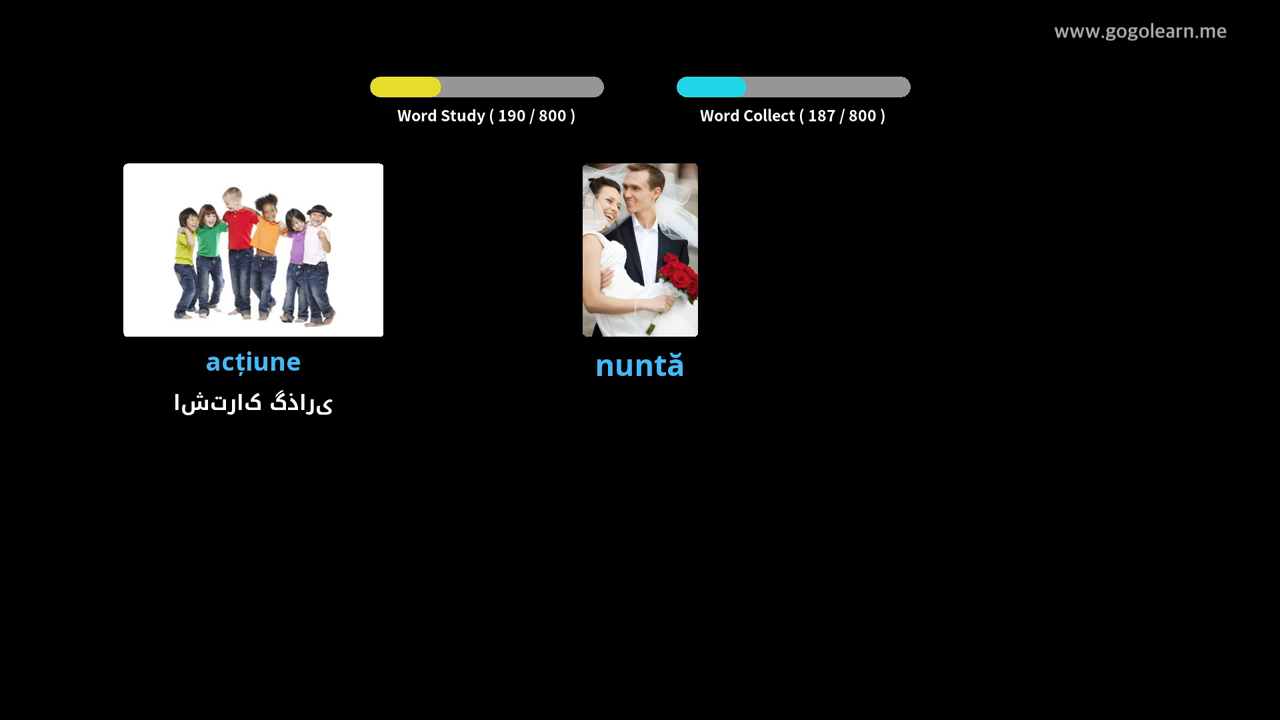 www.gogolearn.me
Word Study ( 190 / 800 )
Word Collect ( 187 / 800 )
acțiune
اشتراک گذاری
nuntă